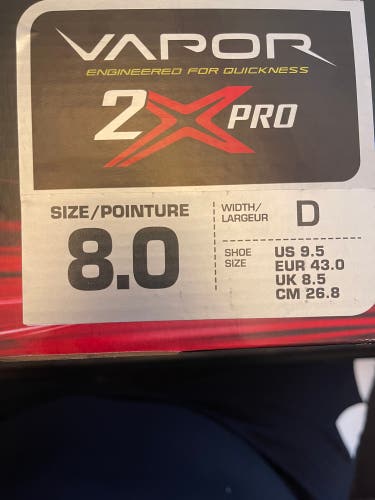 VAPOR
ENGINEERED FOR QUICKNESS
2X PRO
SIZE/POINTURE
8.0
WIDTH/
LARGEUR
D
SHOE
SIZE
US 9.5
EUR 43.0
UK 8.5
CM 26.8